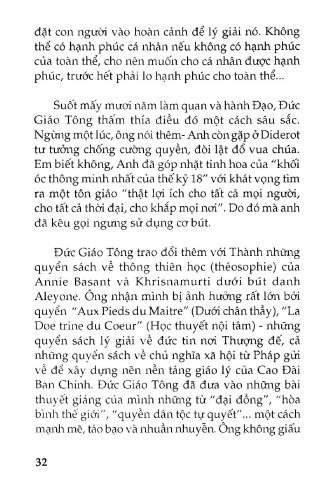 đặt con người vào hoàn cảnh để lý giải nó. Không
thể có hạnh phúc cá nhân nếu không có hạnh phúc
của toàn thể, cho nên muốn cho cá nhân được hạnh
phúc, trước hết phải lo hạnh phúc cho toàn thể...
Suốt mấy mươi năm làm quan và hành Đạo, Đức
Giáo Tông thấm thía điều đó một cách sâu sắc.
Ngừng một lúc, ông nói thêm- Anh còn gặp ở Diderot
tư tưởng chống cường quyền, đòi lật đổ vua chúa.
Em biết không, Anh đã góp nhặt tinh hoa của “khối
óc thông minh nhất của thế kỷ 18” với khát vọng tìm
ra một tôn giáo “thật lợi ích cho tất cả mọi người,
cho tất cả thời đại, cho khắp mọi nơi”. Do đó mà anh
đã kêu gọi ngưng sử dụng cơ bút.
Đức Giáo Tông trao đổi thêm với Thành những
quyển sách về thông thiên học (théosophie) của
Annie Basant và Khrisnamurti dưới bút danh
Aleyone. Ông nhận mình bị ảnh hưởng rất lớn bởi
quyển “Aux Pieds du Maitre” (Dưới chân thầy), “La
Doe trine du Coeur” (Học thuyết nội tâm) - những
quyển sách lý giải về đức tin nơi Thượng đế, cả
những quyển sách về chủ nghĩa xã hội từ Pháp gửi
về để xây dựng nên nền tảng giáo lý của Cao Đài
Ban Chỉnh. Đức Giáo Tông đã đưa vào những bài
thuyết giảng của mình những từ “đại đồng”, “hòa
bình thế giới”, “quyền dân tộc tự quyết”... một cách
mạnh mẽ, táo bạo và nhuần nhuyễn. Ông không giấu
32